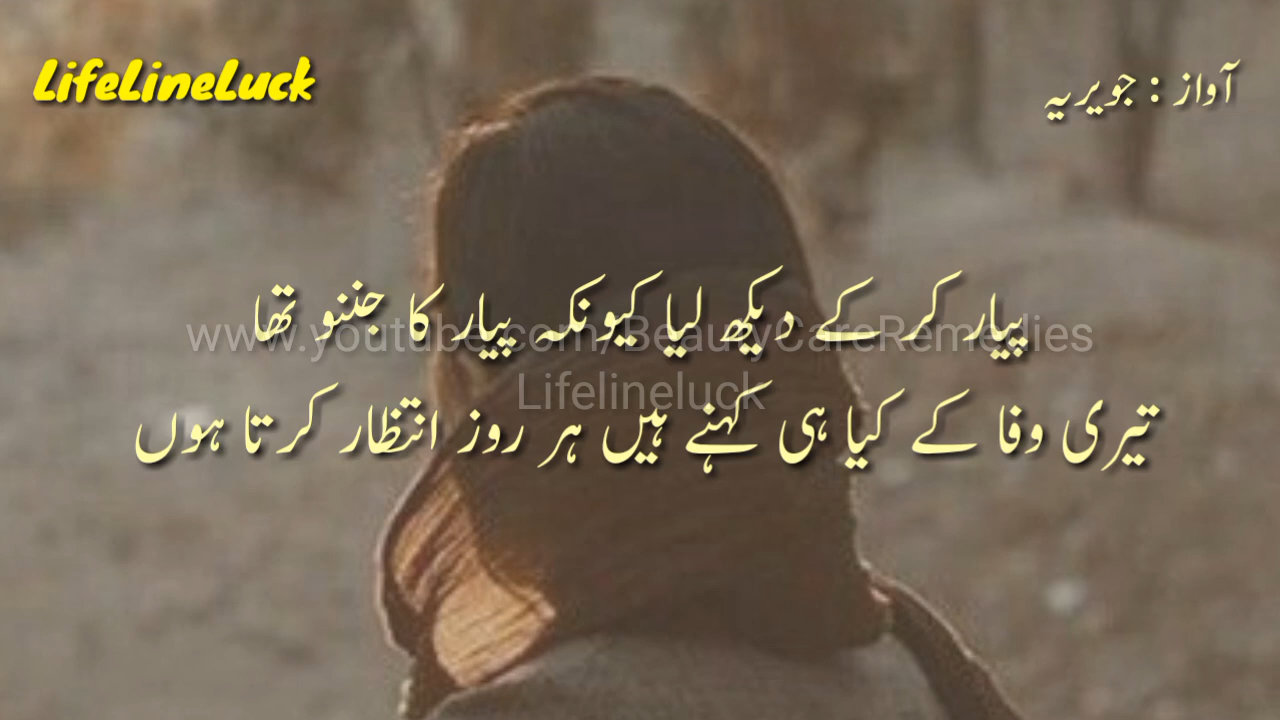 LifeLineLuck
آواز : جویریہ
پیار کر کے دیکھ لیا کیونکہ پیار کا جننو تھا
www.youtube.com/BeautyCareRemedies
Lifelineluck
تیری وفا کے کیا ہی کہنے ہیں ہر روز انتظار کرتا ہوں